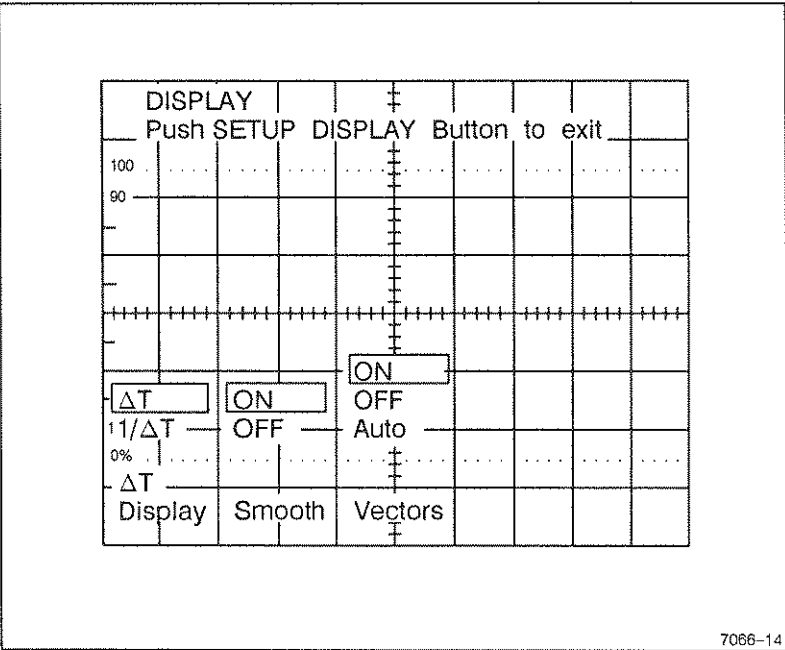 DISPLAY
Push SETUP DISPLAY Button to exit
100
90
ON
ΔT ON OFF
1 1/ΔT OFF Auto
0%
ΔT
Display Smooth Vectors
7066-14